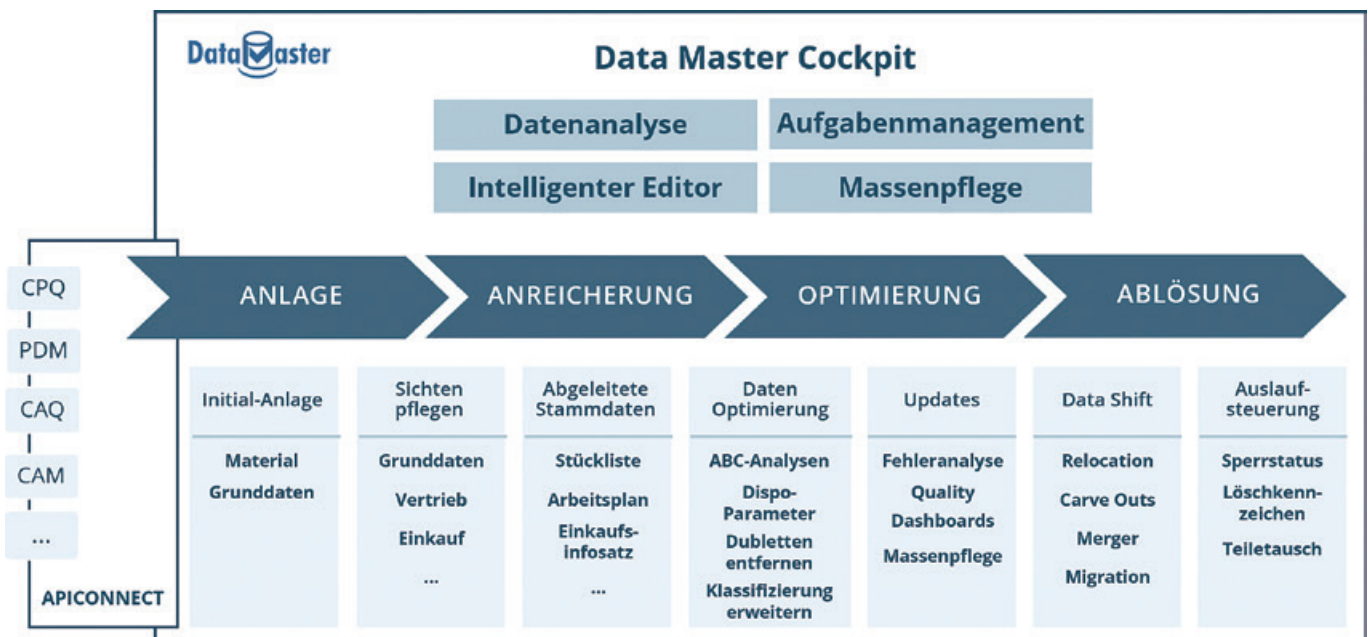 DataMaster
Data Master Cockpit
Datenanalyse
Aufgabenmanagement
Intelligenter Editor
Massenpflege
CPQ
PDM
CAQ
CAM
...
APICONNECT
ANLAGE
ANREICHERUNG
OPTIMIERUNG
ABLÖSUNG
Initial-Anlage
Material
Grunddaten
Sichten
pflegen
Grunddaten
Vertrieb
Einkauf
...
Abgeleitete
Stammdaten
Stückliste
Arbeitsplan
Einkaufs-
infosatz
...
Daten
Optimierung
ABC-Analysen
Dispo-
Parameter
Dubletten
entfernen
Klassifizierung
erweitern
Updates
Fehleranalyse
Quality
Dashboards
Massenpflege
Data Shift
Relocation
Carve Outs
Merger
Migration
Auslauf-
steuerung
Sperrstatus
Löschkenn-
zeichen
Teiletausch